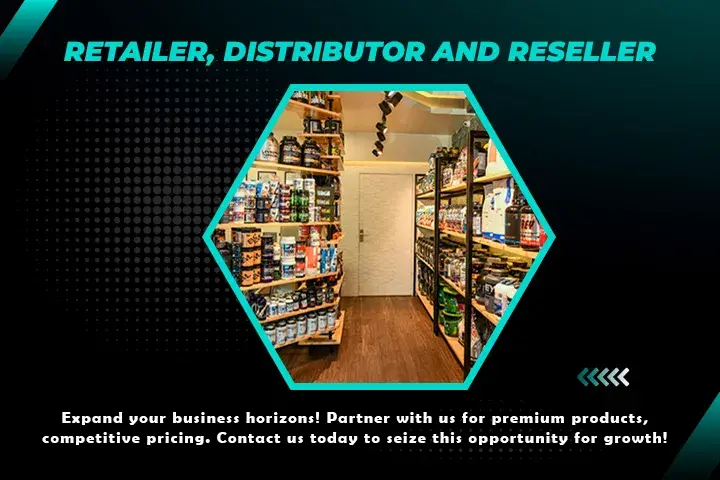 RETAILER, DISTRIBUTOR AND RESELLER
Expand your business horizons! Partner with us for premium products,
competitive pricing. Contact us today to seize this opportunity for growth!